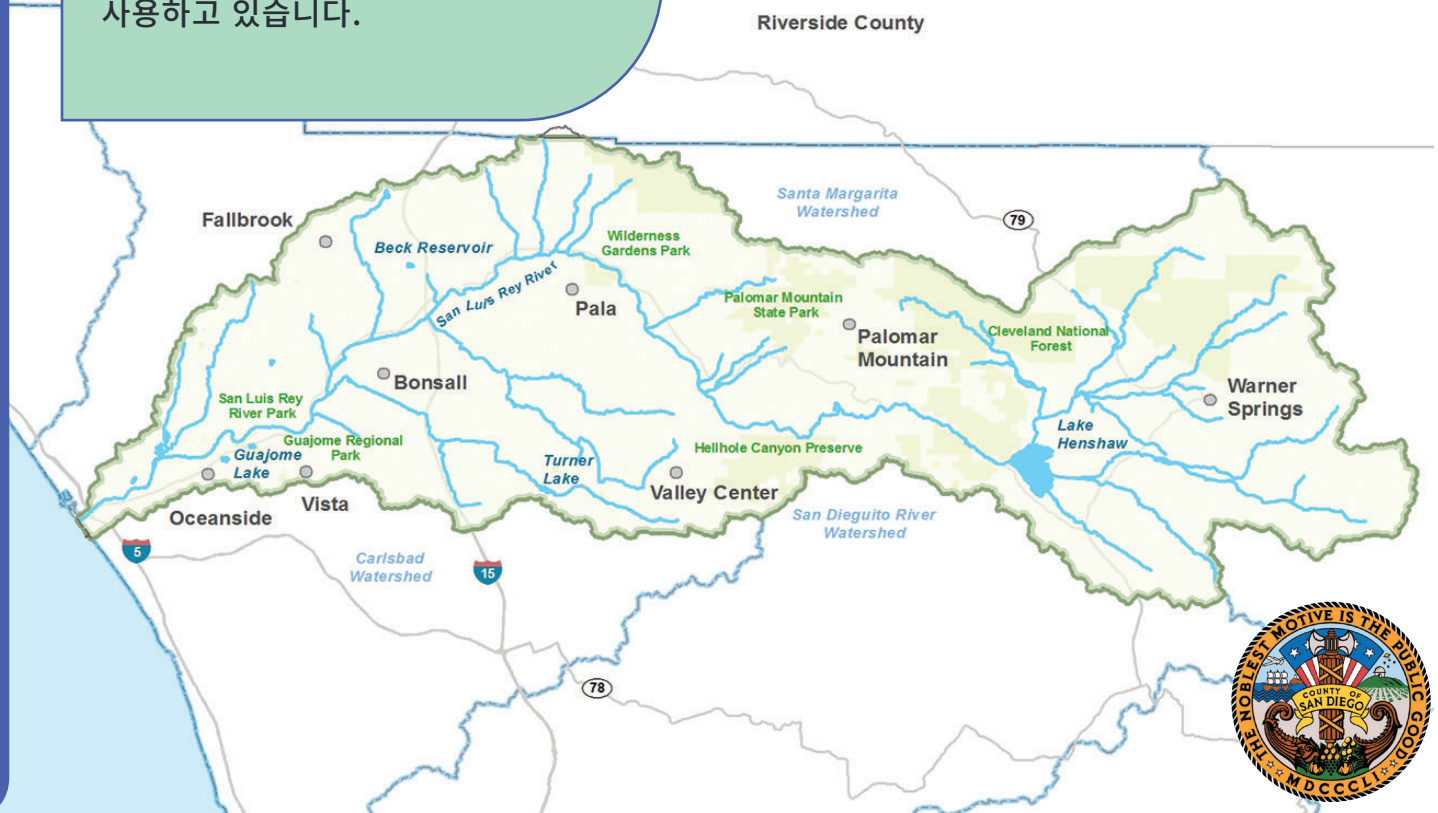 사용하고 있습니다.
Riverside County
Santa Margarita
Watershed
79
Fallbrook
Beck Reservoir
Wilderness
Gardens Park
San Luis Rey River
Pala
Palomar Mountain
State Park
Palomar
Mountain
Cleveland National
Forest
Bonsall
Warner
Springs
San Luis Rey
River Park
Guajome Regional
Park
Guajome
Lake
Hellhole Canyon Preserve
Lake
Henshaw
Turner
Lake
Valley Center
Vista
Oceanside
San Dieguito River
Watershed
5
Carlsbad
Watershed
15
78
THE NOBLEST MOTIVE IS THE PUBLIC GOOD
COUNTY OF
SAN DIEGO
MDCCCLI